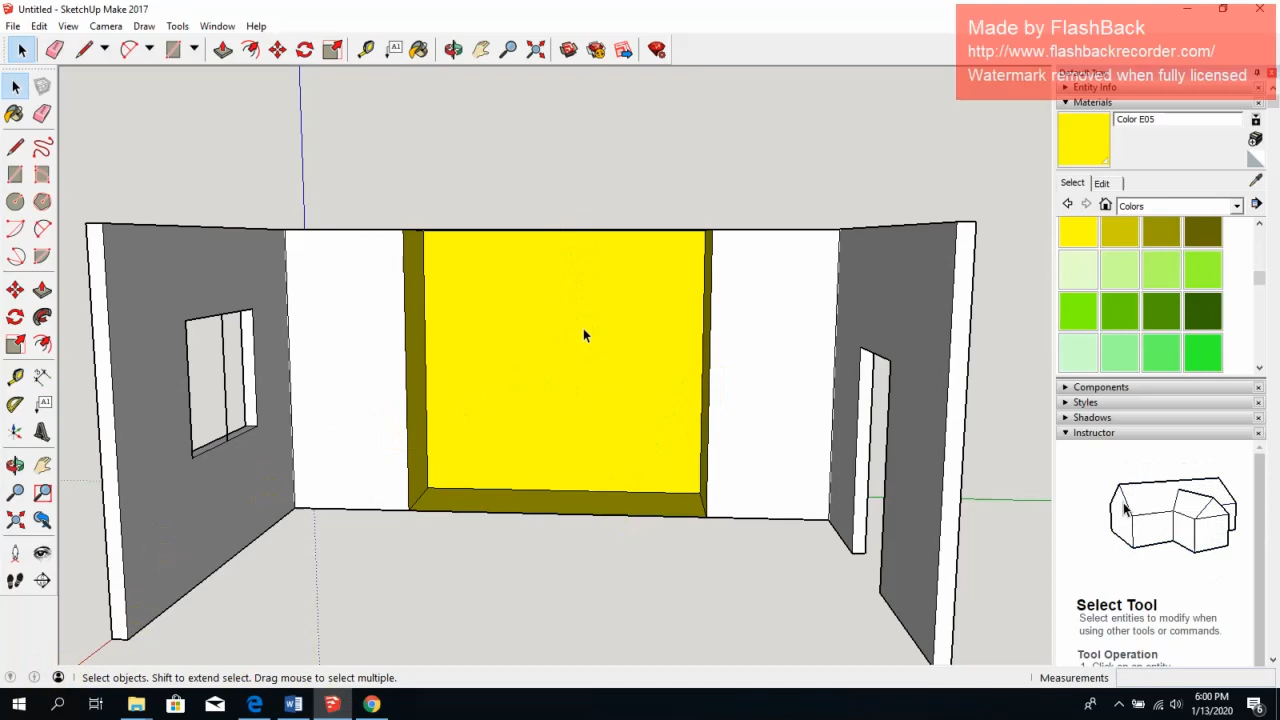 Untitled - SketchUp Make 2017
File Edit View Camera Draw Tools Window Help
Made by FlashBack
http://www.flashbackrecorder.com/
Watermark removed when fully licensed
Default Tray
Entity Info
Materials
Color E05
Select Edit
Colors
Components
Styles
Shadows
Instructor
Select Tool
Select entities to modify when
using other tools or commands.
Tool Operation
Select objects. Shift to extend select. Drag mouse to select multiple.
Measurements
6:00 PM
1/13/2020